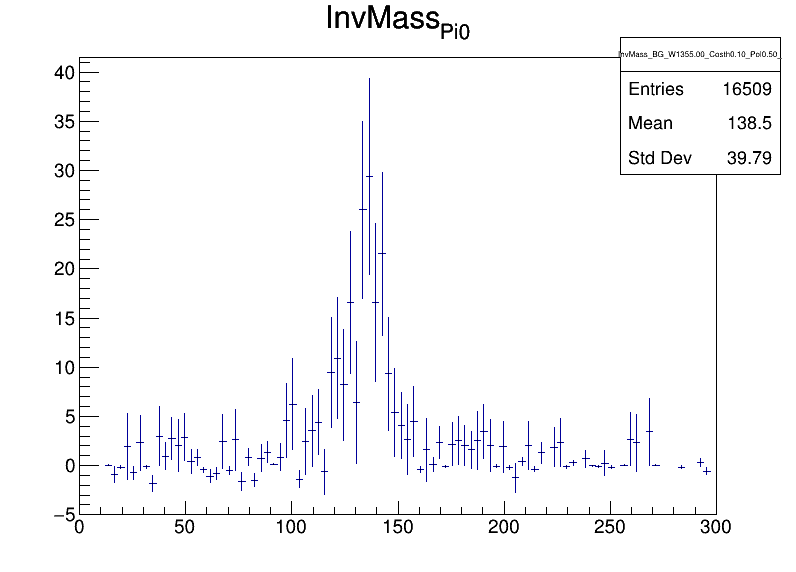 InvMassPi0
InvMass_BG_W1355.00_Costh0.10_Pol0.50_
Entries 16509
Mean 138.5
Std Dev 39.79
40
35
30
25
20
15
10
5
0
−5
0 50 100 150 200 250 300